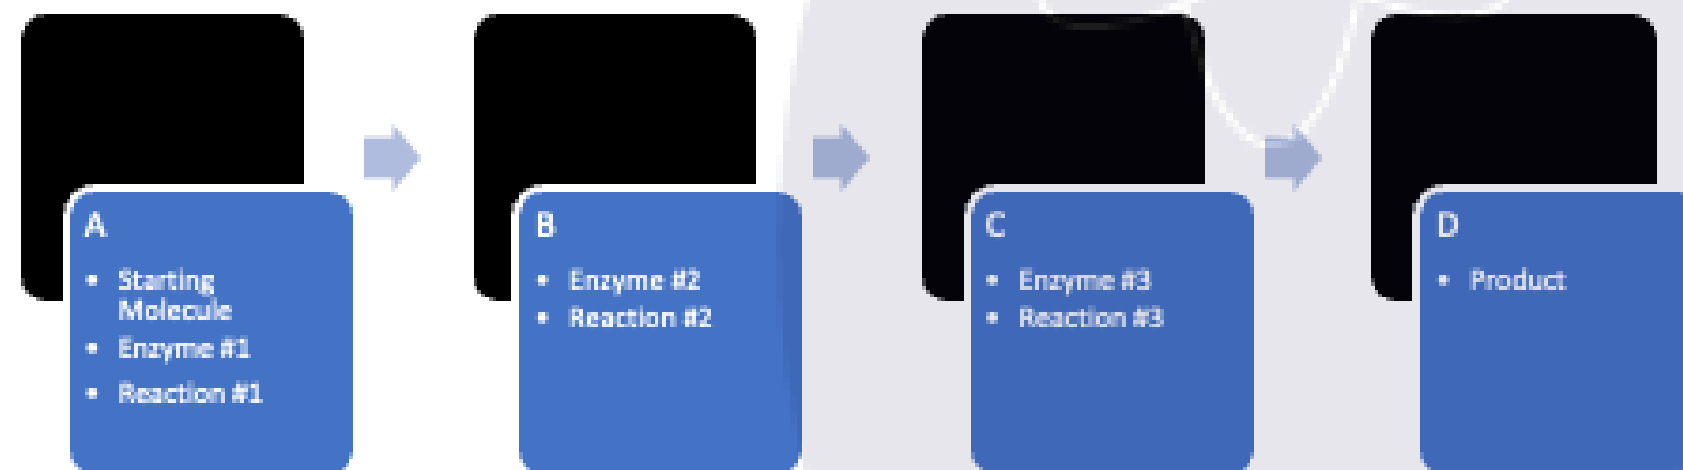 A
• Starting
Molecule
• Enzyme #1
• Reaction #1
B
• Enzyme #2
• Reaction #2
C
• Enzyme #3
• Reaction #3
D
• Product